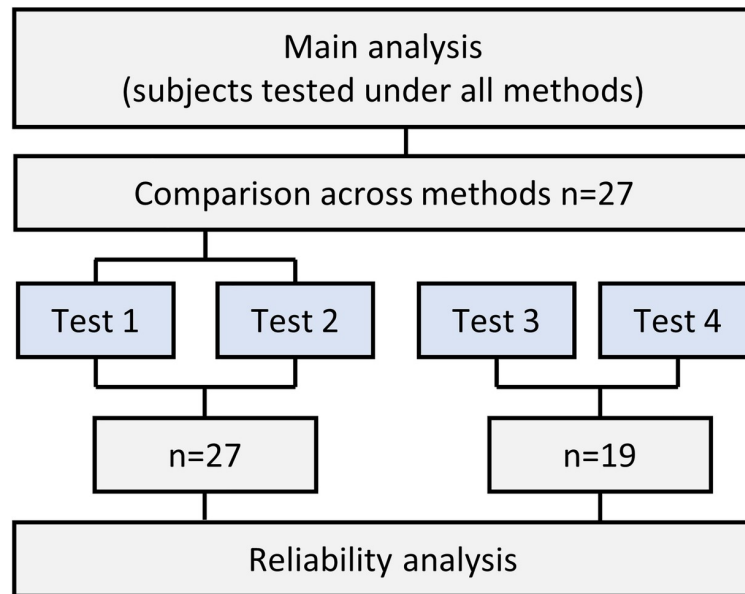 Main analysis
(subjects tested under all methods)
Comparison across methods n=27
Test 1
Test 2
Test 3
Test 4
n=27
n=19
Reliability analysis